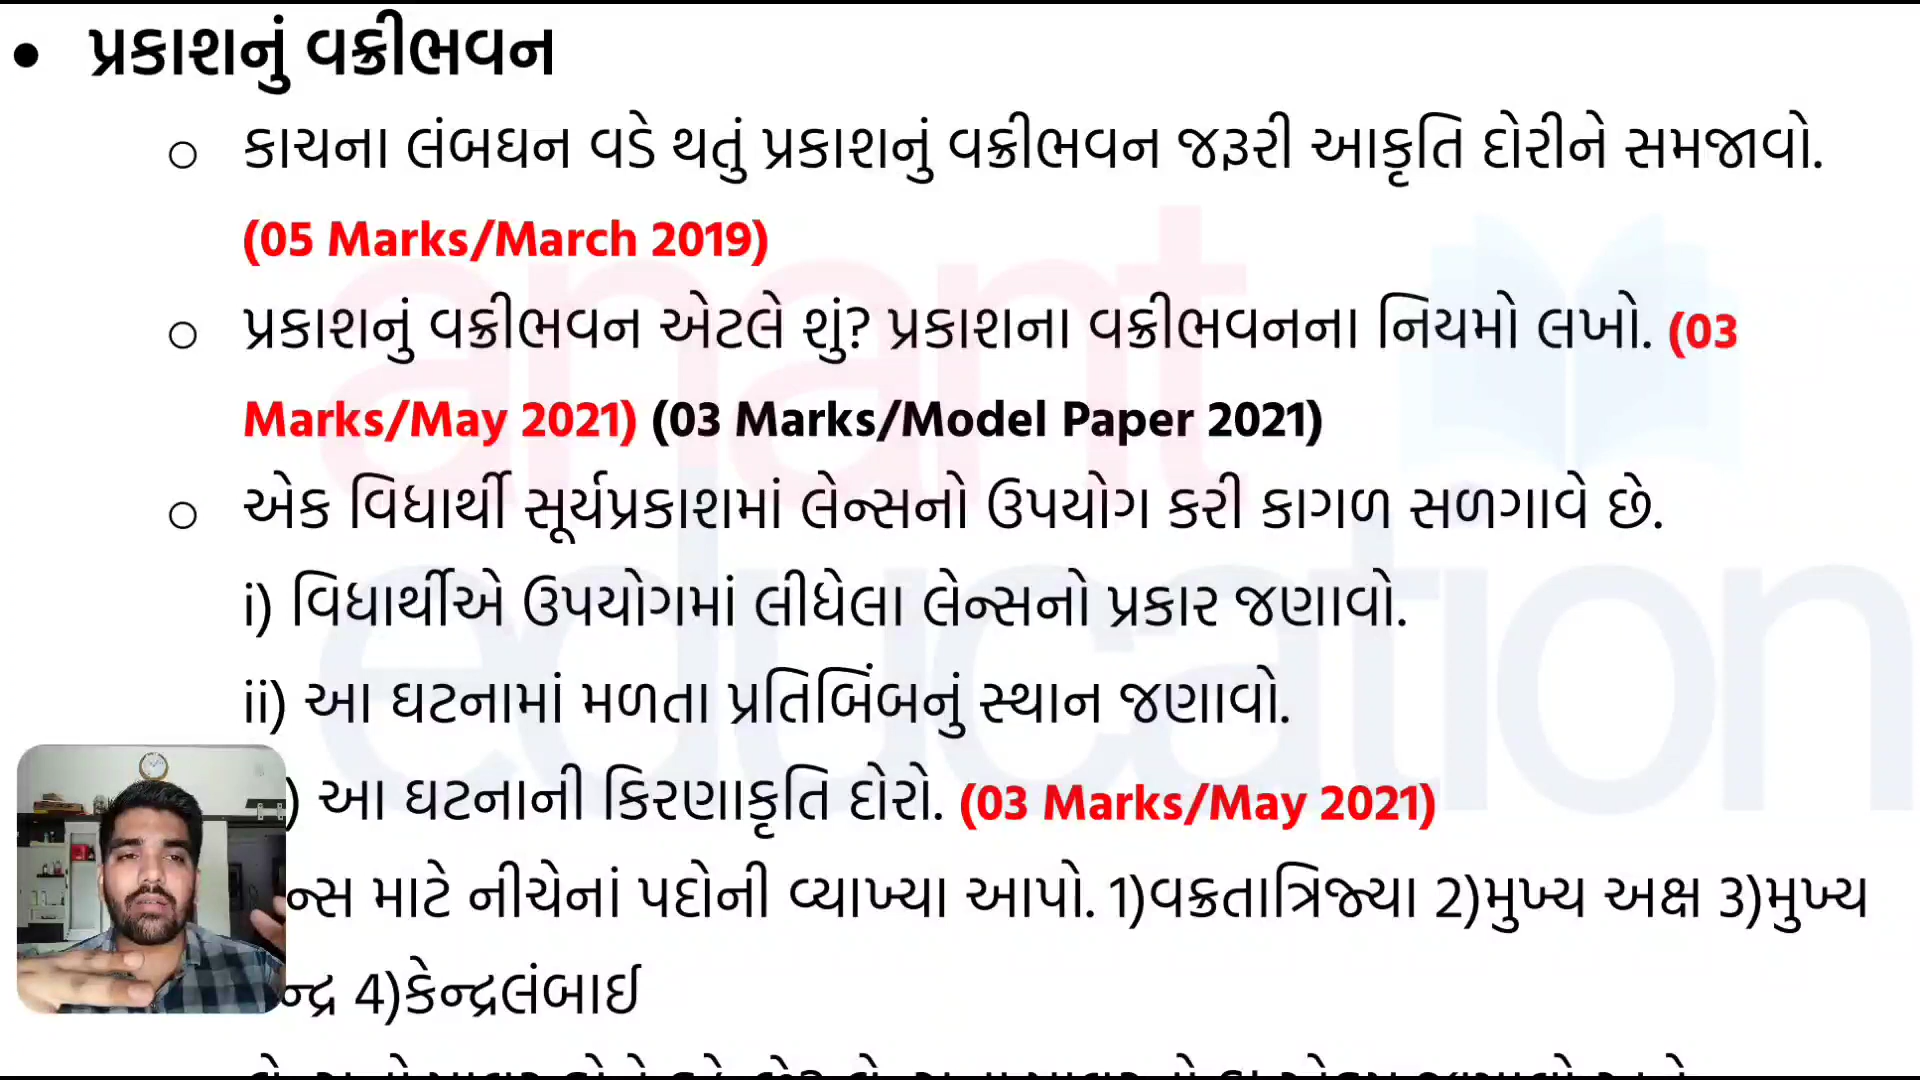 • પ્રકાશનું વક્રીભવન
○ કાચના લંબઘન વડે થતું પ્રકાશનું વક્રીભવન જરૂરી આકૃતિ દોરીને સમજાવો.
(05 Marks/March 2019)
○ પ્રકાશનું વક્રીભવન એટલે શું? પ્રકાશના વક્રીભવનના નિયમો લખો. (03
Marks/May 2021) (03 Marks/Model Paper 2021)
○ એક વિધાર્થી સૂર્યપ્રકાશમાં લેન્સનો ઉપયોગ કરી કાગળ સળગાવે છે.
i) વિધાર્થીએ ઉપયોગમાં લીધેલા લેન્સનો પ્રકાર જણાવો.
ii) આ ઘટનામાં મળતા પ્રતિબિંબનું સ્થાન જણાવો.
) આ ઘટનાની કિરણાકૃતિ દોરો. (03 Marks/May 2021)
ન્સ માટે નીચેનાં પદોની વ્યાખ્યા આપો. 1)વક્રતાત્રિજ્યા 2)મુખ્ય અક્ષ 3)મુખ્ય
ન્દ્ર 4)કેન્દ્રલંબાઈ
anant
education